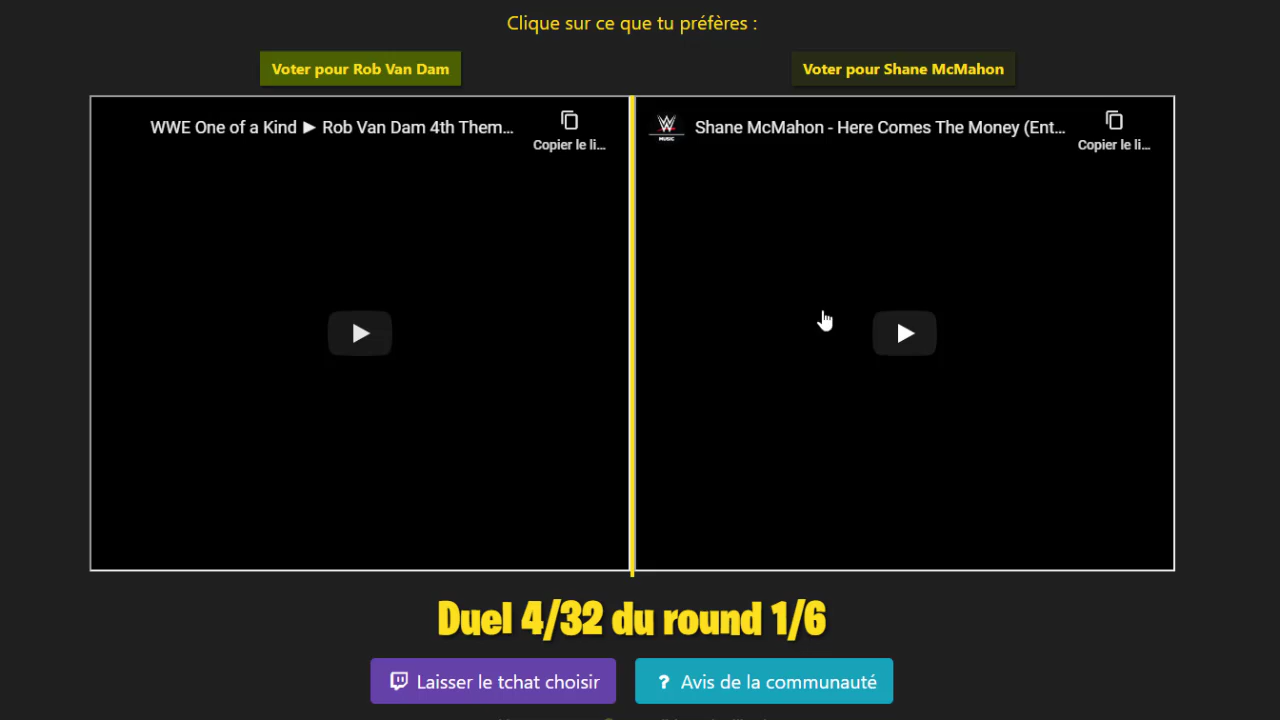 Clique sur ce que tu préfères :
Voter pour Rob Van Dam
Voter pour Shane McMahon
WWE One of a Kind ► Rob Van Dam 4th Them...
Copier le li...
Shane McMahon - Here Comes The Money (Ent...
Copier le li...
Duel 4/32 du round 1/6
Laisser le tchat choisir
? Avis de la communauté